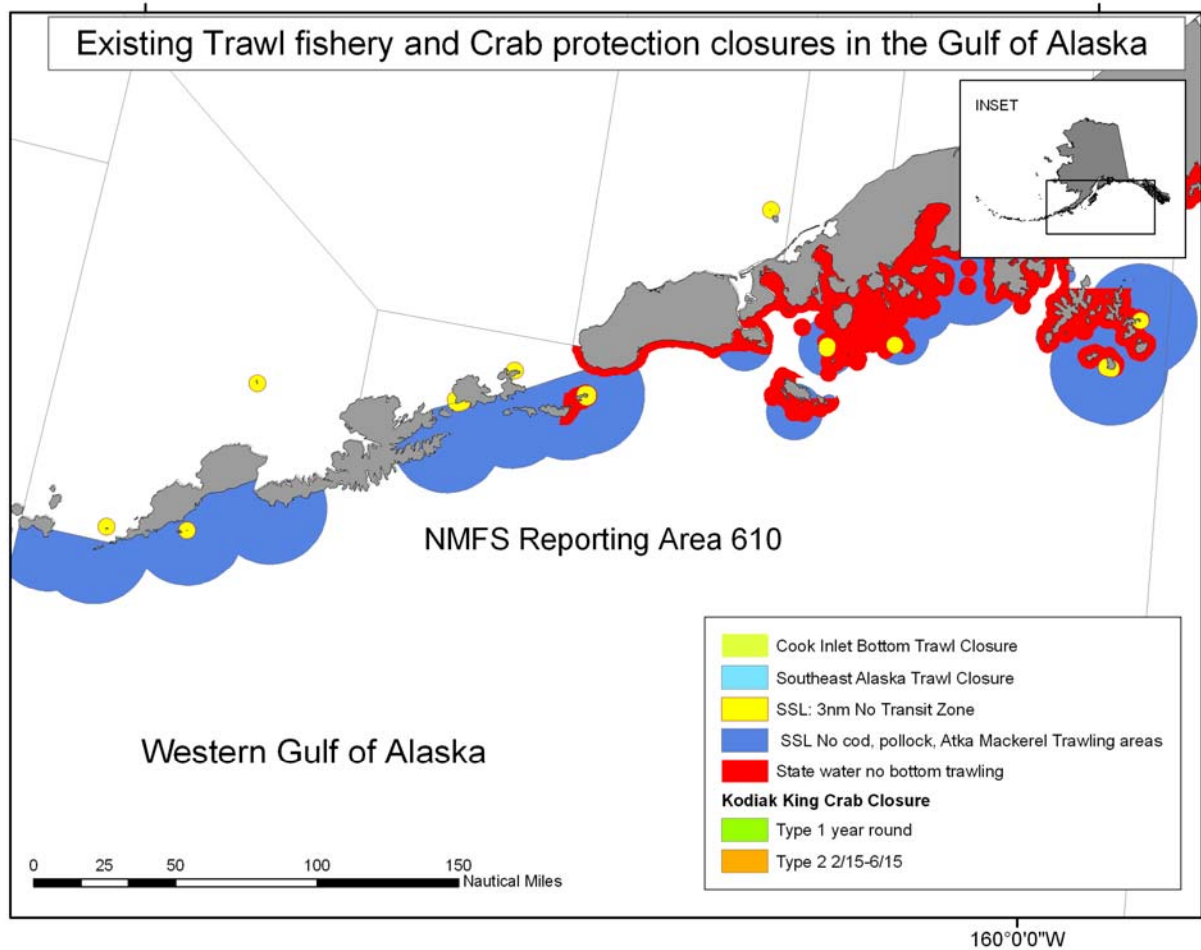 Existing Trawl fishery and Crab protection closures in the Gulf of Alaska
INSET
NMFS Reporting Area 610
Western Gulf of Alaska
Cook Inlet Bottom Trawl Closure
Southeast Alaska Trawl Closure
SSL: 3nm No Transit Zone
SSL No cod, pollock, Atka Mackerel Trawling areas
State water no bottom trawling
Kodiak King Crab Closure
Type 1 year round
Type 2 2/15-6/15
0 25 50 100 150
Nautical Miles
160°0'0"W